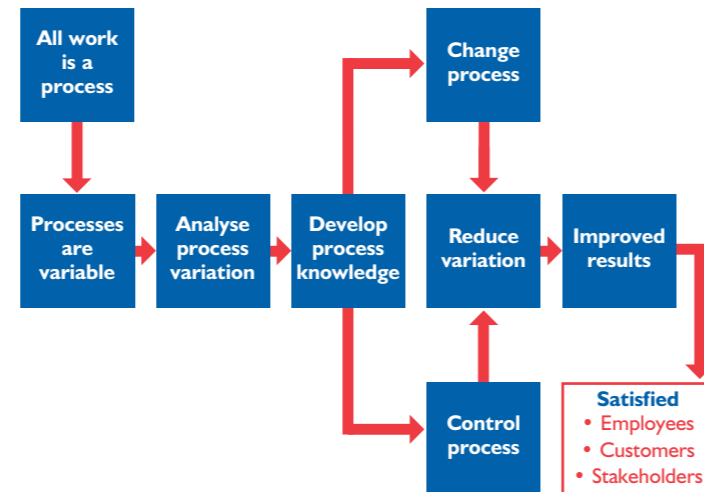 All work
is a
process
Change
process
Processes
are
variable
Analyse
process
variation
Develop
process
knowledge
Reduce
variation
Improved
results
Control
process
Satisfied
• Employees
• Customers
• Stakeholders